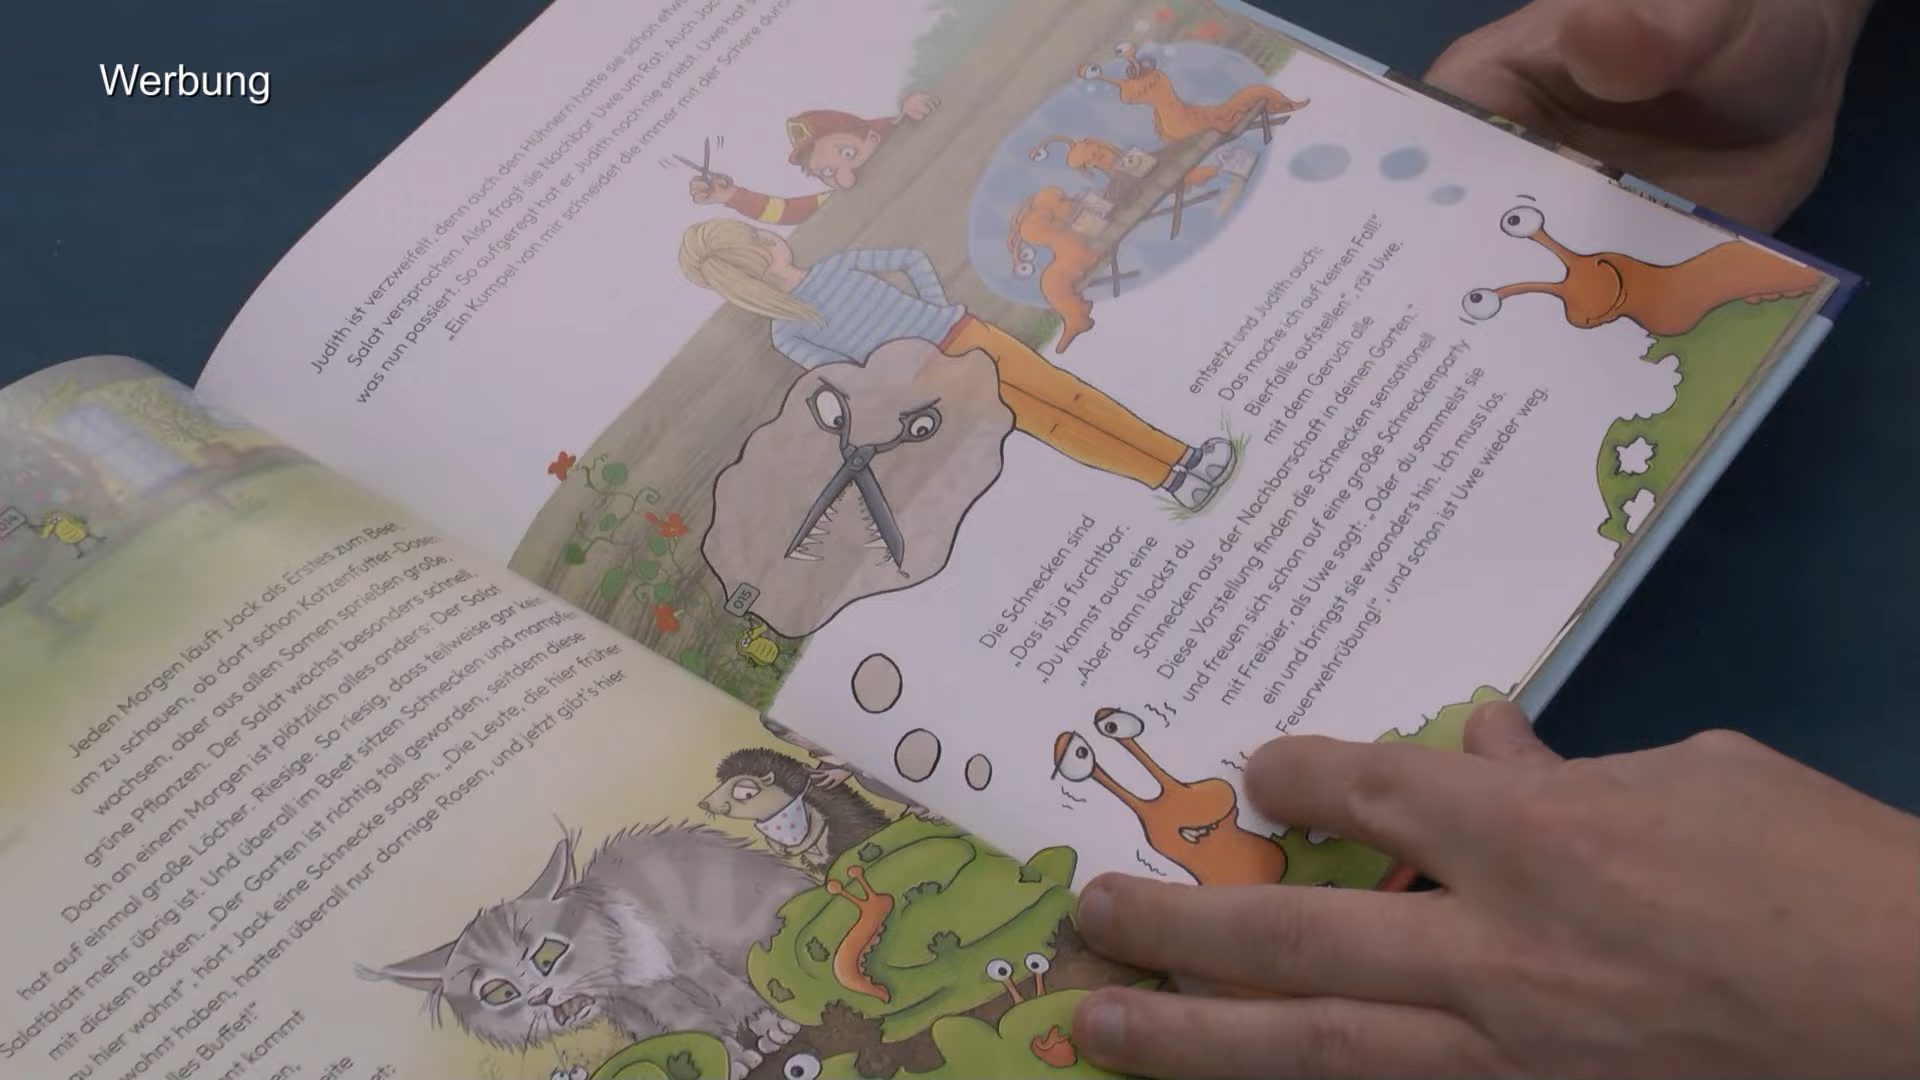 Werbung
Jeden Morgen läuft Jack als Erstes zum Beet,
um zu schauen, ob dort schon Katzenfutter-Dosen
wachsen, aber aus allen Samen sprießen große,
grüne Pflanzen. Der Salat wächst besonders schnell.
Doch an einem Morgen ist plötzlich alles anders: Der Salat
hat auf einmal große Löcher. Riesige. So riesig, dass teilweise gar kein
Salatblatt mehr übrig ist. Und überall im Beet sitzen Schnecken und mampfen
mit dicken Backen. „Der Garten ist richtig toll geworden, seitdem diese
hier wohnt“, hört Jack eine Schnecke sagen. „Die Leute, die hier früher
wohnt haben, hatten überall nur dornige Rosen, und jetzt gibt's hier
Buffet!“
kommt
Judith ist verzweifelt, denn auch den Hühnern hatte sie schon
Salat versprochen. Also fragt sie Nachbar Uwe um Rat. Auch
was nun passiert. So aufgeregt hat er Judith noch nie erlebt. Uwe hat
„Ein Kumpel von mir schneidet die immer mit der Schere durch
015
Die Schnecken sind
entsetzt und Judith auch:
„Das ist ja furchtbar.
Das mache ich auf keinen Fall!“
„Du kannst auch eine
Bierfalle aufstellen“, rät Uwe.
„Aber dann lockst du
mit dem Geruch alle
Schnecken aus der Nachbarschaft in deinen Garten.“
Diese Vorstellung finden die Schnecken sensationell
und freuen sich schon auf eine große Schneckenparty
mit Freibier, als Uwe sagt: „Oder du sammelst sie
ein und bringst sie woanders hin. Ich muss los.
Feuerwehrübung!“, und schon ist Uwe wieder weg.